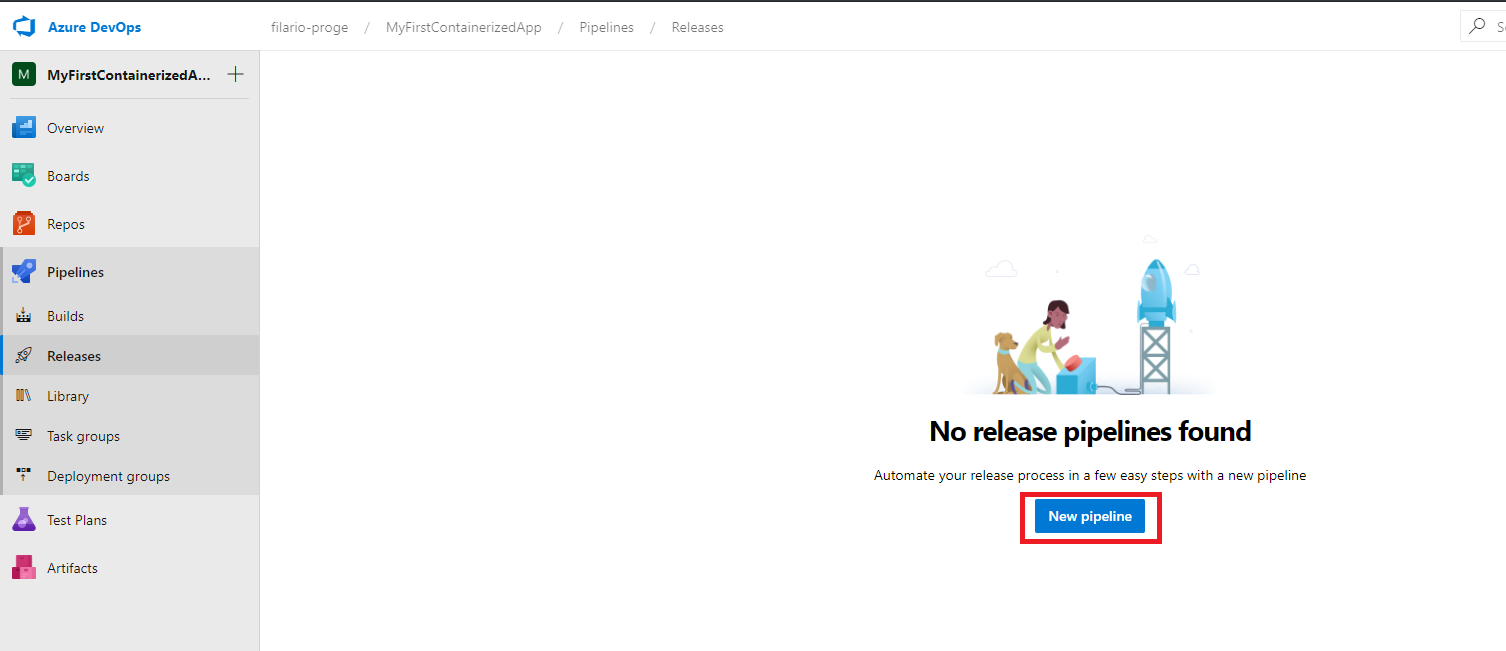 Azure DevOps
filario-proge / MyFirstContainerizedApp / Pipelines / Releases
M MyFirstContainerizedA...
Overview
Boards
Repos
Pipelines
Builds
Releases
Library
Task groups
Deployment groups
Test Plans
Artifacts
No release pipelines found
Automate your release process in a few easy steps with a new pipeline
New pipeline